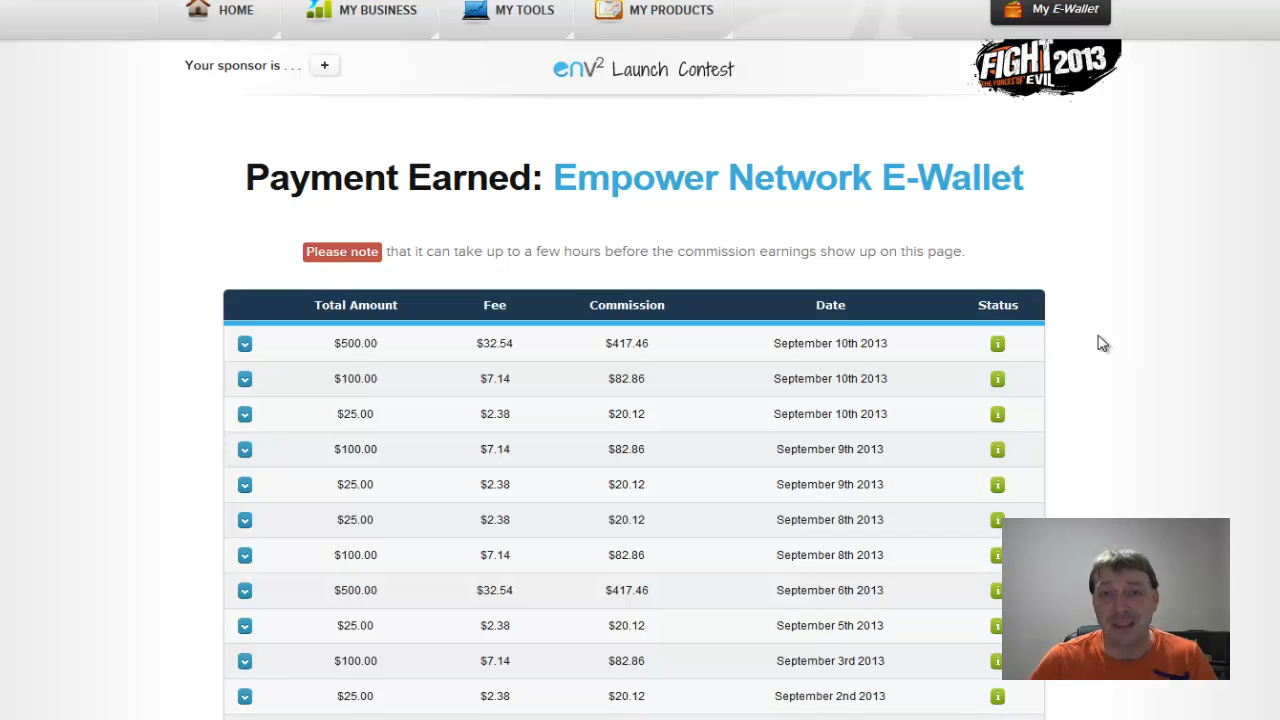 HOME MY BUSINESS MY TOOLS MY PRODUCTS My E-Wallet
Your sponsor is . . . +
env2 Launch Contest
FIGHT 2013
THE FORCES OF EVIL
Payment Earned: Empower Network E-Wallet
Please note that it can take up to a few hours before the commission earnings show up on this page.
Total Amount Fee Commission Date Status
$500.00 $32.54 $417.46 September 10th 2013 i
$100.00 $7.14 $82.86 September 10th 2013 i
$25.00 $2.38 $20.12 September 10th 2013 i
$100.00 $7.14 $82.86 September 9th 2013 i
$25.00 $2.38 $20.12 September 9th 2013 i
$25.00 $2.38 $20.12 September 8th 2013 i
$100.00 $7.14 $82.86 September 8th 2013 i
$500.00 $32.54 $417.46 September 6th 2013 i
$25.00 $2.38 $20.12 September 5th 2013 i
$100.00 $7.14 $82.86 September 3rd 2013 i
$25.00 $2.38 $20.12 September 2nd 2013 i